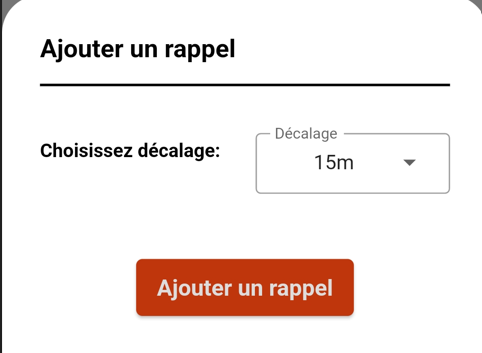 Ajouter un rappel
Décalage
Choisissez décalage:
15m
Ajouter un rappel